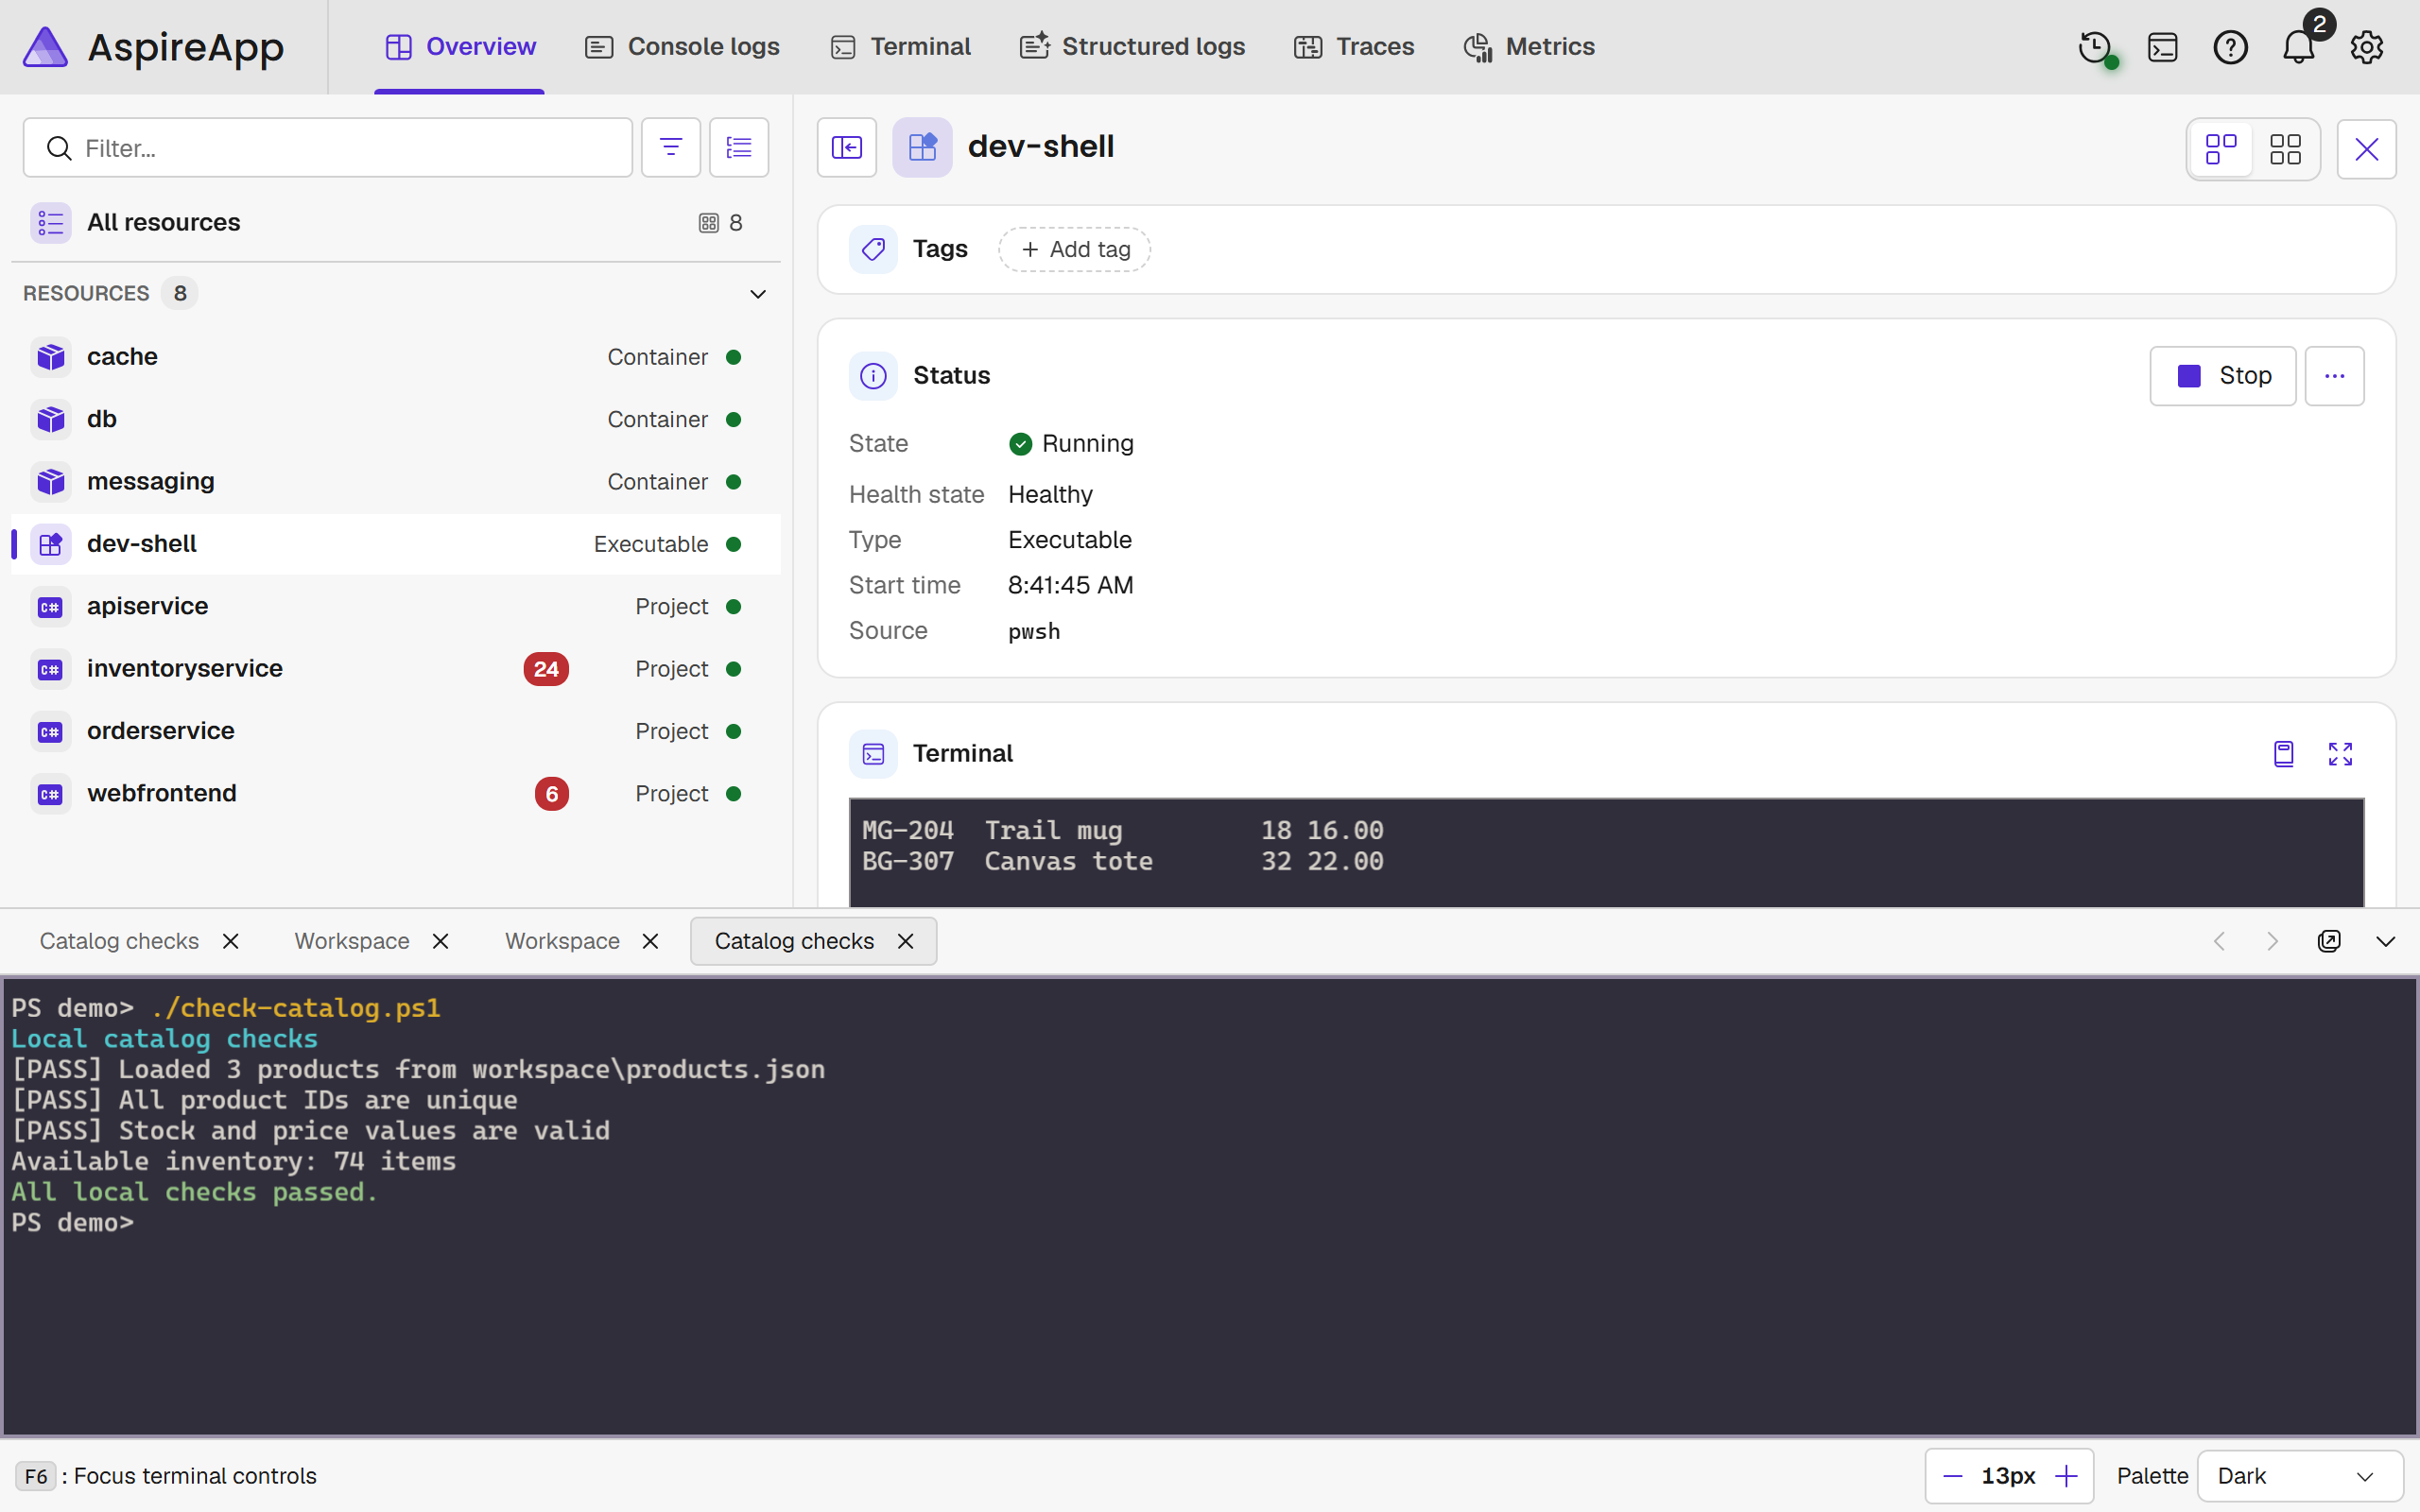 AspireApp
Overview
Console logs
Terminal
Structured logs
Traces
Metrics
2
Filter...
All resources 8
RESOURCES 8
cache Container
db Container
messaging Container
dev-shell Executable
C# apiservice Project
C# inventoryservice 24 Project
C# orderservice Project
C# webfrontend 6 Project
dev-shell
Tags + Add tag
Status
Stop
State Running
Health state Healthy
Type Executable
Start time 8:41:45 AM
Source pwsh
Terminal
MG-204 Trail mug 18 16.00
BG-307 Canvas tote 32 22.00
Catalog checks
Workspace
Workspace
Catalog checks
PS demo> ./check-catalog.ps1
Local catalog checks
[PASS] Loaded 3 products from workspace\products.json
[PASS] All product IDs are unique
[PASS] Stock and price values are valid
Available inventory: 74 items
All local checks passed.
PS demo>
F6 : Focus terminal controls
13px
Palette Dark